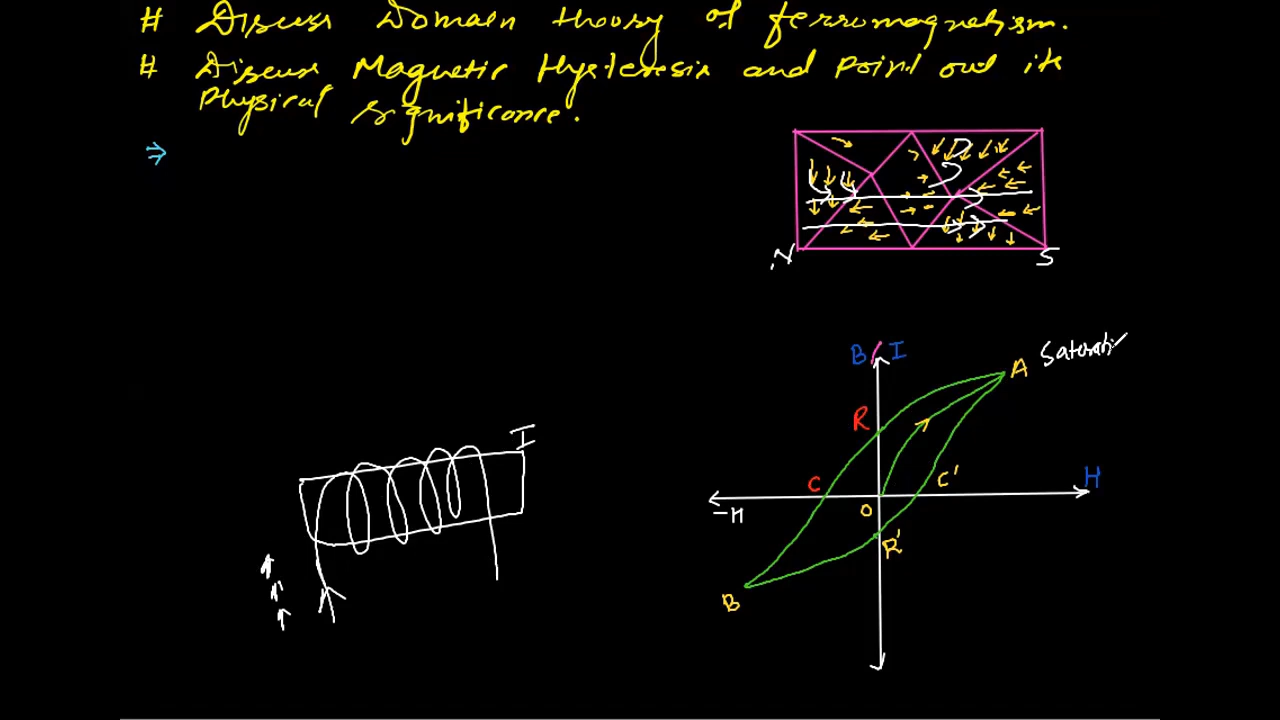 # Discuss Domain theory of ferromagnetism.
# Discuss Magnetic Hysteresis and point out its
Physical significance.
⇒
N
S
B/I
A
Saturati
R
I
C
C'
H
-H
O
R'
B